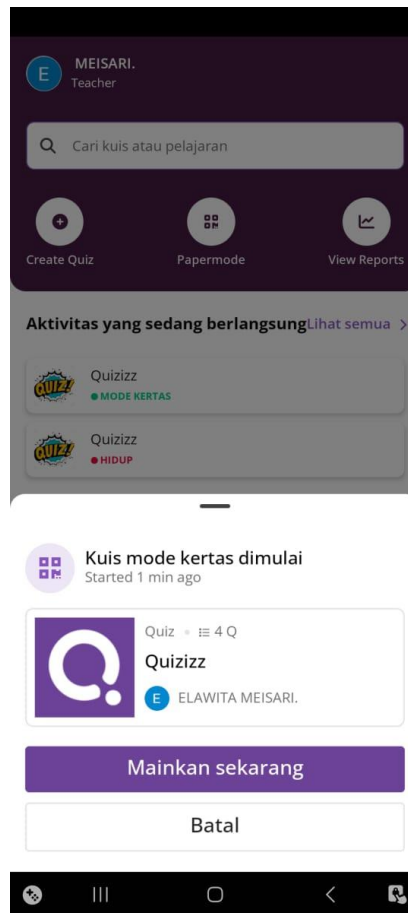 E
MEISARI.
Teacher
Cari kuis atau pelajaran
Create Quiz
Papermode
View Reports
Aktivitas yang sedang berlangsung Lihat semua >
QUIZ!
Quizizz
MODE KERTAS
QUIZ!
Quizizz
HIDUP
Kuis mode kertas dimulai
Started 1 min ago
Quiz • 4 Q
Quizizz
E ELAWITA MEISARI.
Mainkan sekarang
Batal